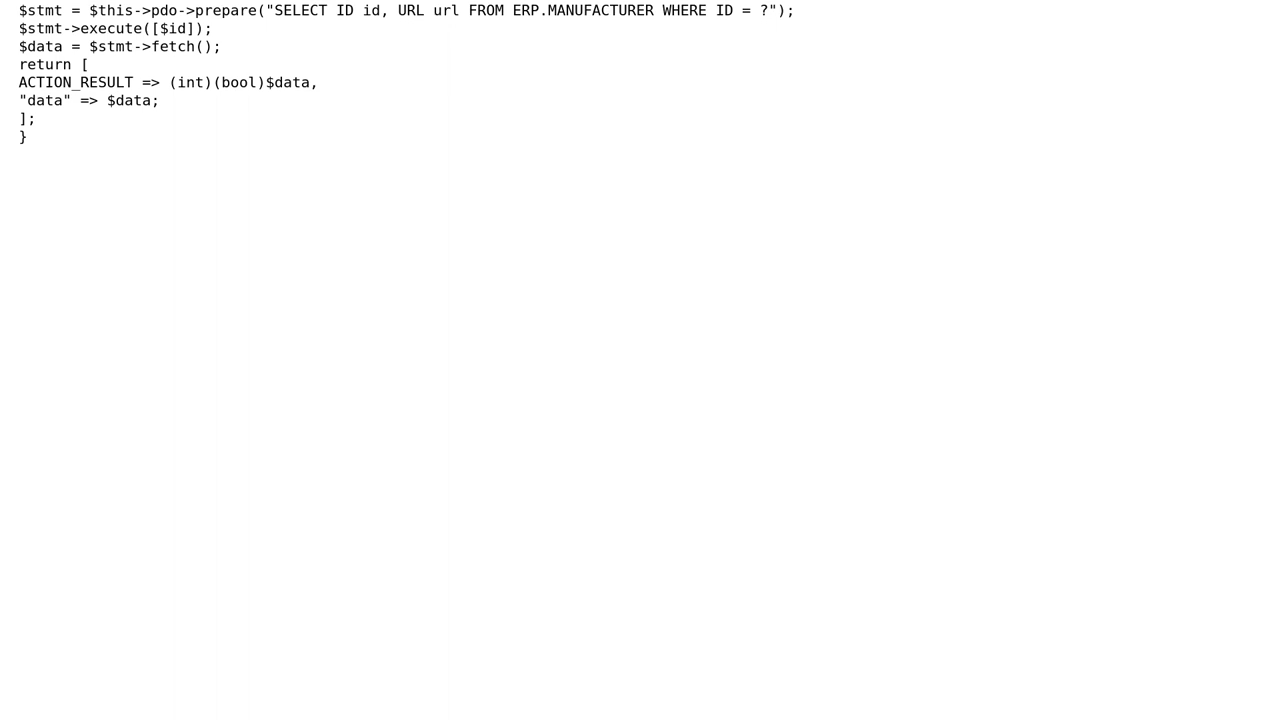 $stmt = $this->pdo->prepare("SELECT ID id, URL url FROM ERP.MANUFACTURER WHERE ID = ?");
$stmt->execute([$id]);
$data = $stmt->fetch();
return [
ACTION_RESULT => (int)(bool)$data,
"data" => $data;
];
}